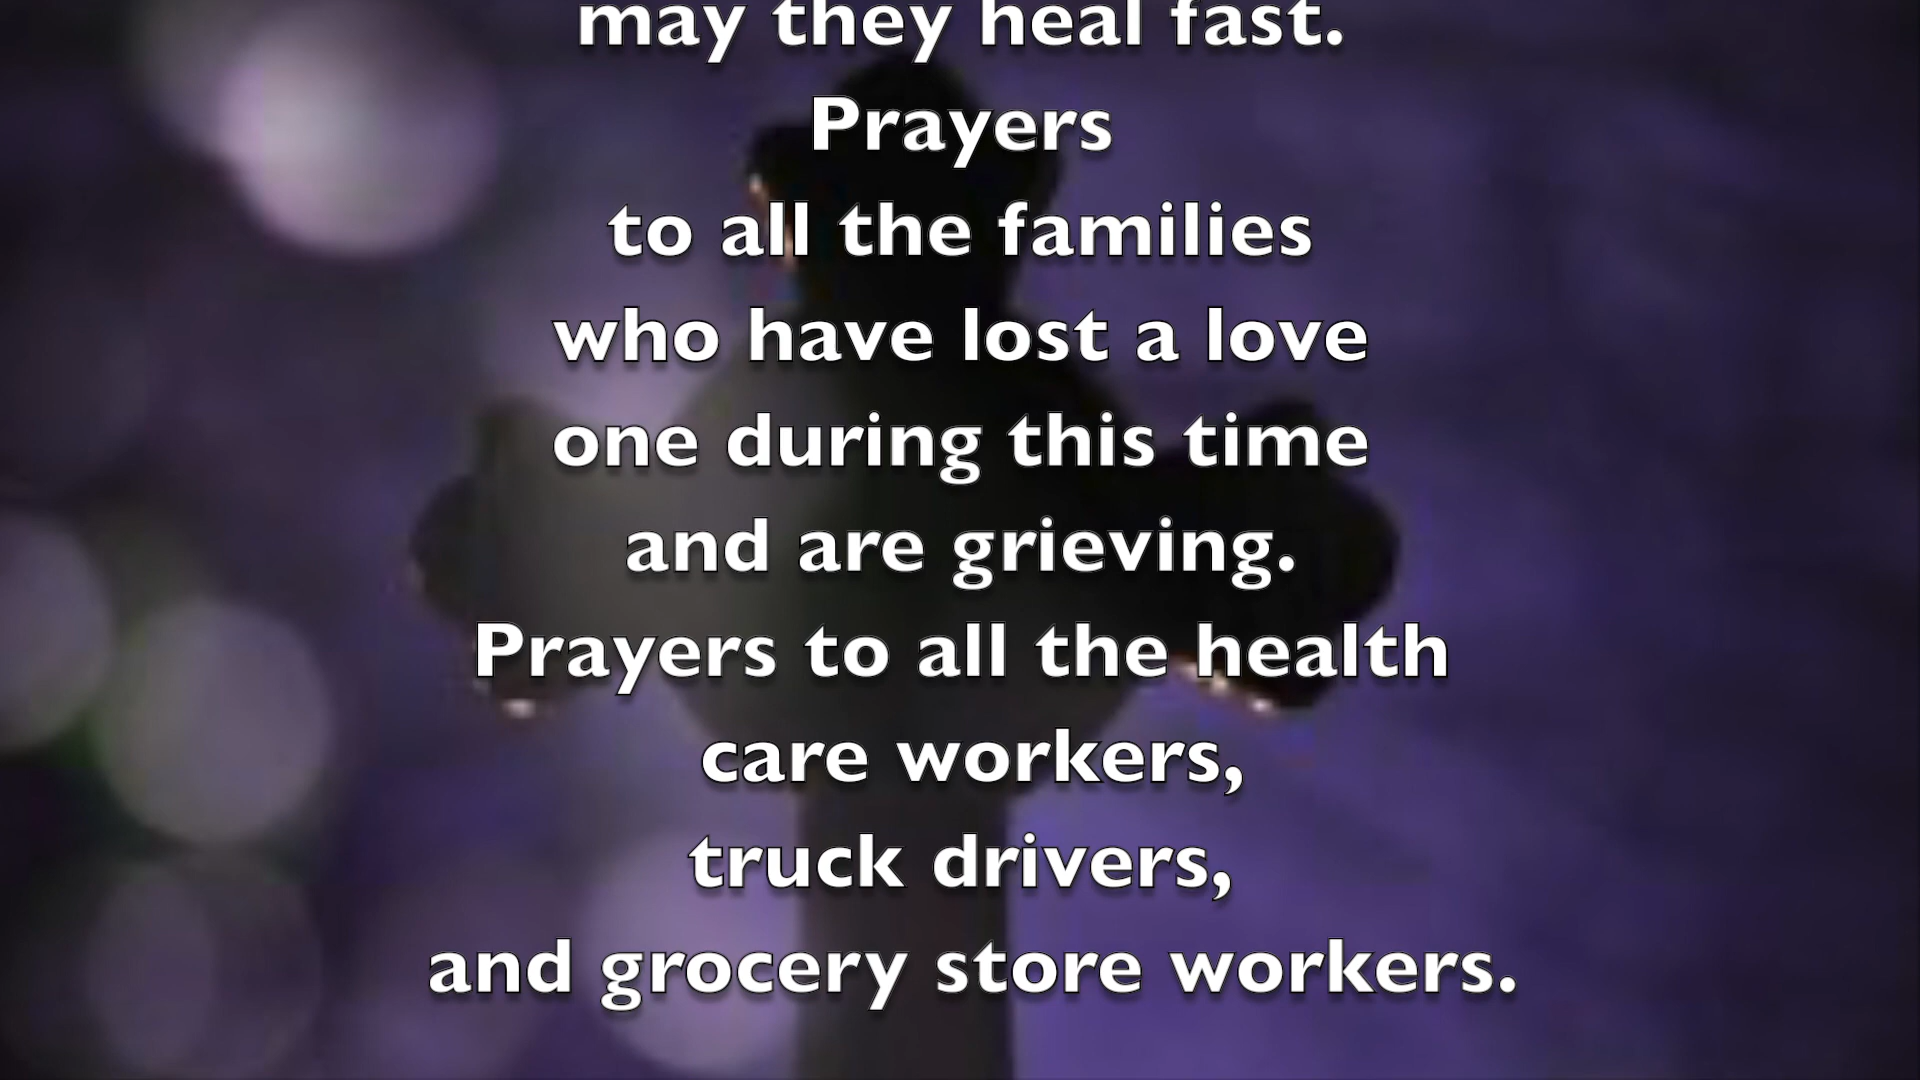 may they heal fast.
Prayers
to all the families
who have lost a love
one during this time
and are grieving.
Prayers to all the health
care workers,
truck drivers,
and grocery store workers.